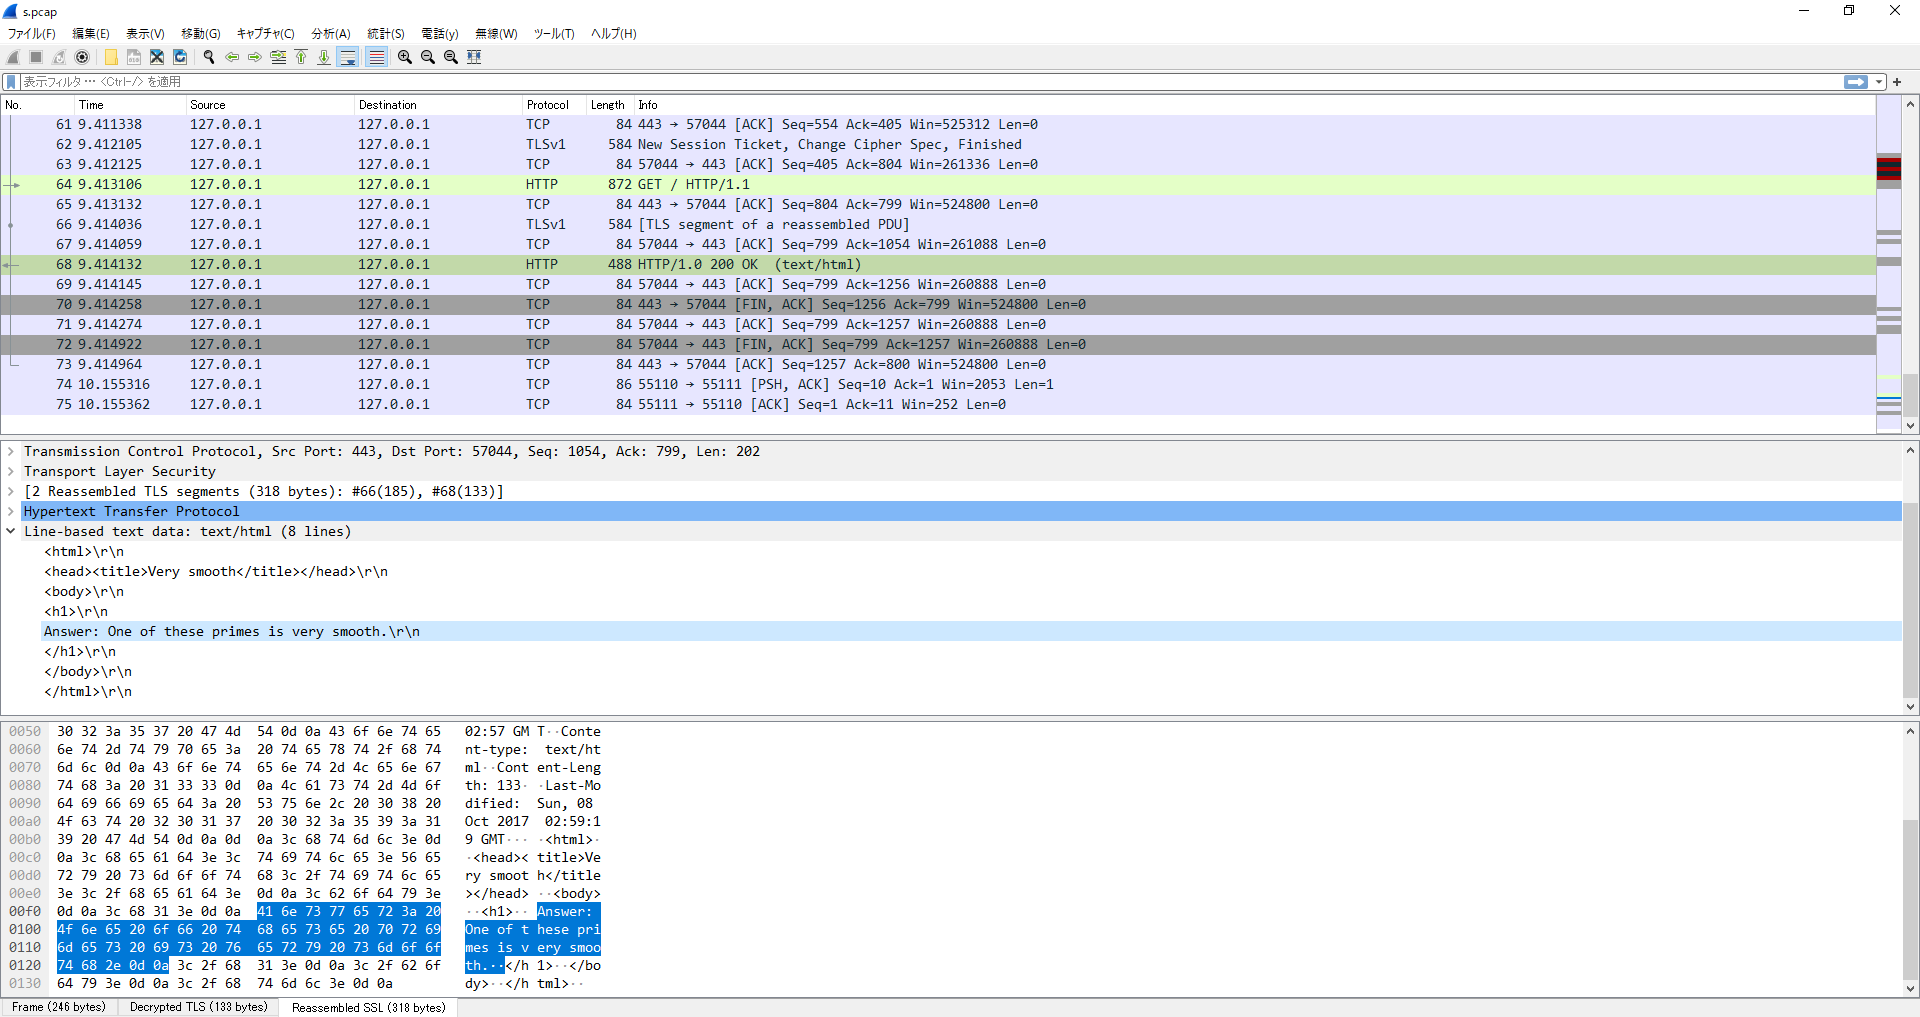 s.pcap
ファイル(F) 編集(E) 表示(V) 移動(G) キャプチャ(C) 分析(A) 統計(S) 電話(y) 無線(W) ツール(T) ヘルプ(H)
表示フィルタ … <Ctrl-/> を適用
No. Time Source Destination Protocol Length Info
61 9.411338 127.0.0.1 127.0.0.1 TCP 84 443 → 57044 [ACK] Seq=554 Ack=405 Win=525312 Len=0
62 9.412105 127.0.0.1 127.0.0.1 TLSv1 584 New Session Ticket, Change Cipher Spec, Finished
63 9.412125 127.0.0.1 127.0.0.1 TCP 84 57044 → 443 [ACK] Seq=405 Ack=804 Win=261336 Len=0
64 9.413106 127.0.0.1 127.0.0.1 HTTP 872 GET / HTTP/1.1
65 9.413132 127.0.0.1 127.0.0.1 TCP 84 443 → 57044 [ACK] Seq=804 Ack=799 Win=524800 Len=0
66 9.414036 127.0.0.1 127.0.0.1 TLSv1 584 [TLS segment of a reassembled PDU]
67 9.414059 127.0.0.1 127.0.0.1 TCP 84 57044 → 443 [ACK] Seq=799 Ack=1054 Win=261088 Len=0
68 9.414132 127.0.0.1 127.0.0.1 HTTP 488 HTTP/1.0 200 OK  (text/html)
69 9.414145 127.0.0.1 127.0.0.1 TCP 84 57044 → 443 [ACK] Seq=799 Ack=1256 Win=260888 Len=0
70 9.414258 127.0.0.1 127.0.0.1 TCP 84 443 → 57044 [FIN, ACK] Seq=1256 Ack=799 Win=524800 Len=0
71 9.414274 127.0.0.1 127.0.0.1 TCP 84 57044 → 443 [ACK] Seq=799 Ack=1257 Win=260888 Len=0
72 9.414922 127.0.0.1 127.0.0.1 TCP 84 57044 → 443 [FIN, ACK] Seq=799 Ack=1257 Win=260888 Len=0
73 9.414964 127.0.0.1 127.0.0.1 TCP 84 443 → 57044 [ACK] Seq=1257 Ack=800 Win=524800 Len=0
74 10.155316 127.0.0.1 127.0.0.1 TCP 86 55110 → 55111 [PSH, ACK] Seq=10 Ack=1 Win=2053 Len=1
75 10.155362 127.0.0.1 127.0.0.1 TCP 84 55111 → 55110 [ACK] Seq=1 Ack=11 Win=252 Len=0
Transmission Control Protocol, Src Port: 443, Dst Port: 57044, Seq: 1054, Ack: 799, Len: 202
Transport Layer Security
[2 Reassembled TLS segments (318 bytes): #66(185), #68(133)]
Hypertext Transfer Protocol
Line-based text data: text/html (8 lines)
<html>\r\n
<head><title>Very smooth</title></head>\r\n
<body>\r\n
<h1>\r\n
Answer: One of these primes is very smooth.\r\n
</h1>\r\n
</body>\r\n
</html>\r\n
0050 30 32 3a 35 37 20 47 4d 54 0d 0a 43 6f 6e 74 65 02:57 GM T··Conte
0060 6e 74 2d 74 79 70 65 3a 20 74 65 78 74 2f 68 74 nt-type:  text/ht
0070 6d 6c 0d 0a 43 6f 6e 74 65 6e 74 2d 4c 65 6e 67 ml··Cont ent-Leng
0080 74 68 3a 20 31 33 33 0d 0a 4c 61 73 74 2d 4d 6f th: 133· ·Last-Mo
0090 64 69 66 69 65 64 3a 20 53 75 6e 2c 20 30 38 20 dified:  Sun, 08
00a0 4f 63 74 20 32 30 31 37 20 30 32 3a 35 39 3a 31 Oct 2017  02:59:1
00b0 39 20 47 4d 54 0d 0a 0d 0a 3c 68 74 6d 6c 3e 0d 9 GMT··· ·<html>·
00c0 0a 3c 68 65 61 64 3e 3c 74 69 74 6c 65 3e 56 65 ·<head>< title>Ve
00d0 72 79 20 73 6d 6f 6f 74 68 3c 2f 74 69 74 6c 65 ry smoot h</title
00e0 3e 3c 2f 68 65 61 64 3e 0d 0a 3c 62 6f 64 79 3e ></head> ··<body>
00f0 0d 0a 3c 68 31 3e 0d 0a 41 6e 73 77 65 72 3a 20 ··<h1>·· Answer:
0100 4f 6e 65 20 6f 66 20 74 68 65 73 65 20 70 72 69 One of t hese pri
0110 6d 65 73 20 69 73 20 76 65 72 79 20 73 6d 6f 6f mes is v ery smoo
0120 74 68 2e 0d 0a 3c 2f 68 31 3e 0d 0a 3c 2f 62 6f th.··</h 1>··</bo
0130 64 79 3e 0d 0a 3c 2f 68 74 6d 6c 3e 0d 0a dy>··</h tml>··
Frame (246 bytes) Decrypted TLS (133 bytes) Reassembled SSL (318 bytes)